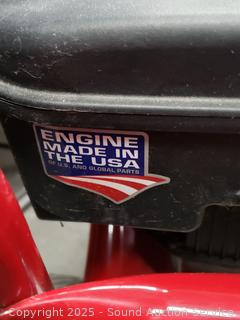 ENGINE
MADE IN
THE USA
OF U.S. AND GLOBAL PARTS
Copyright 2025 - Sound Auction Service